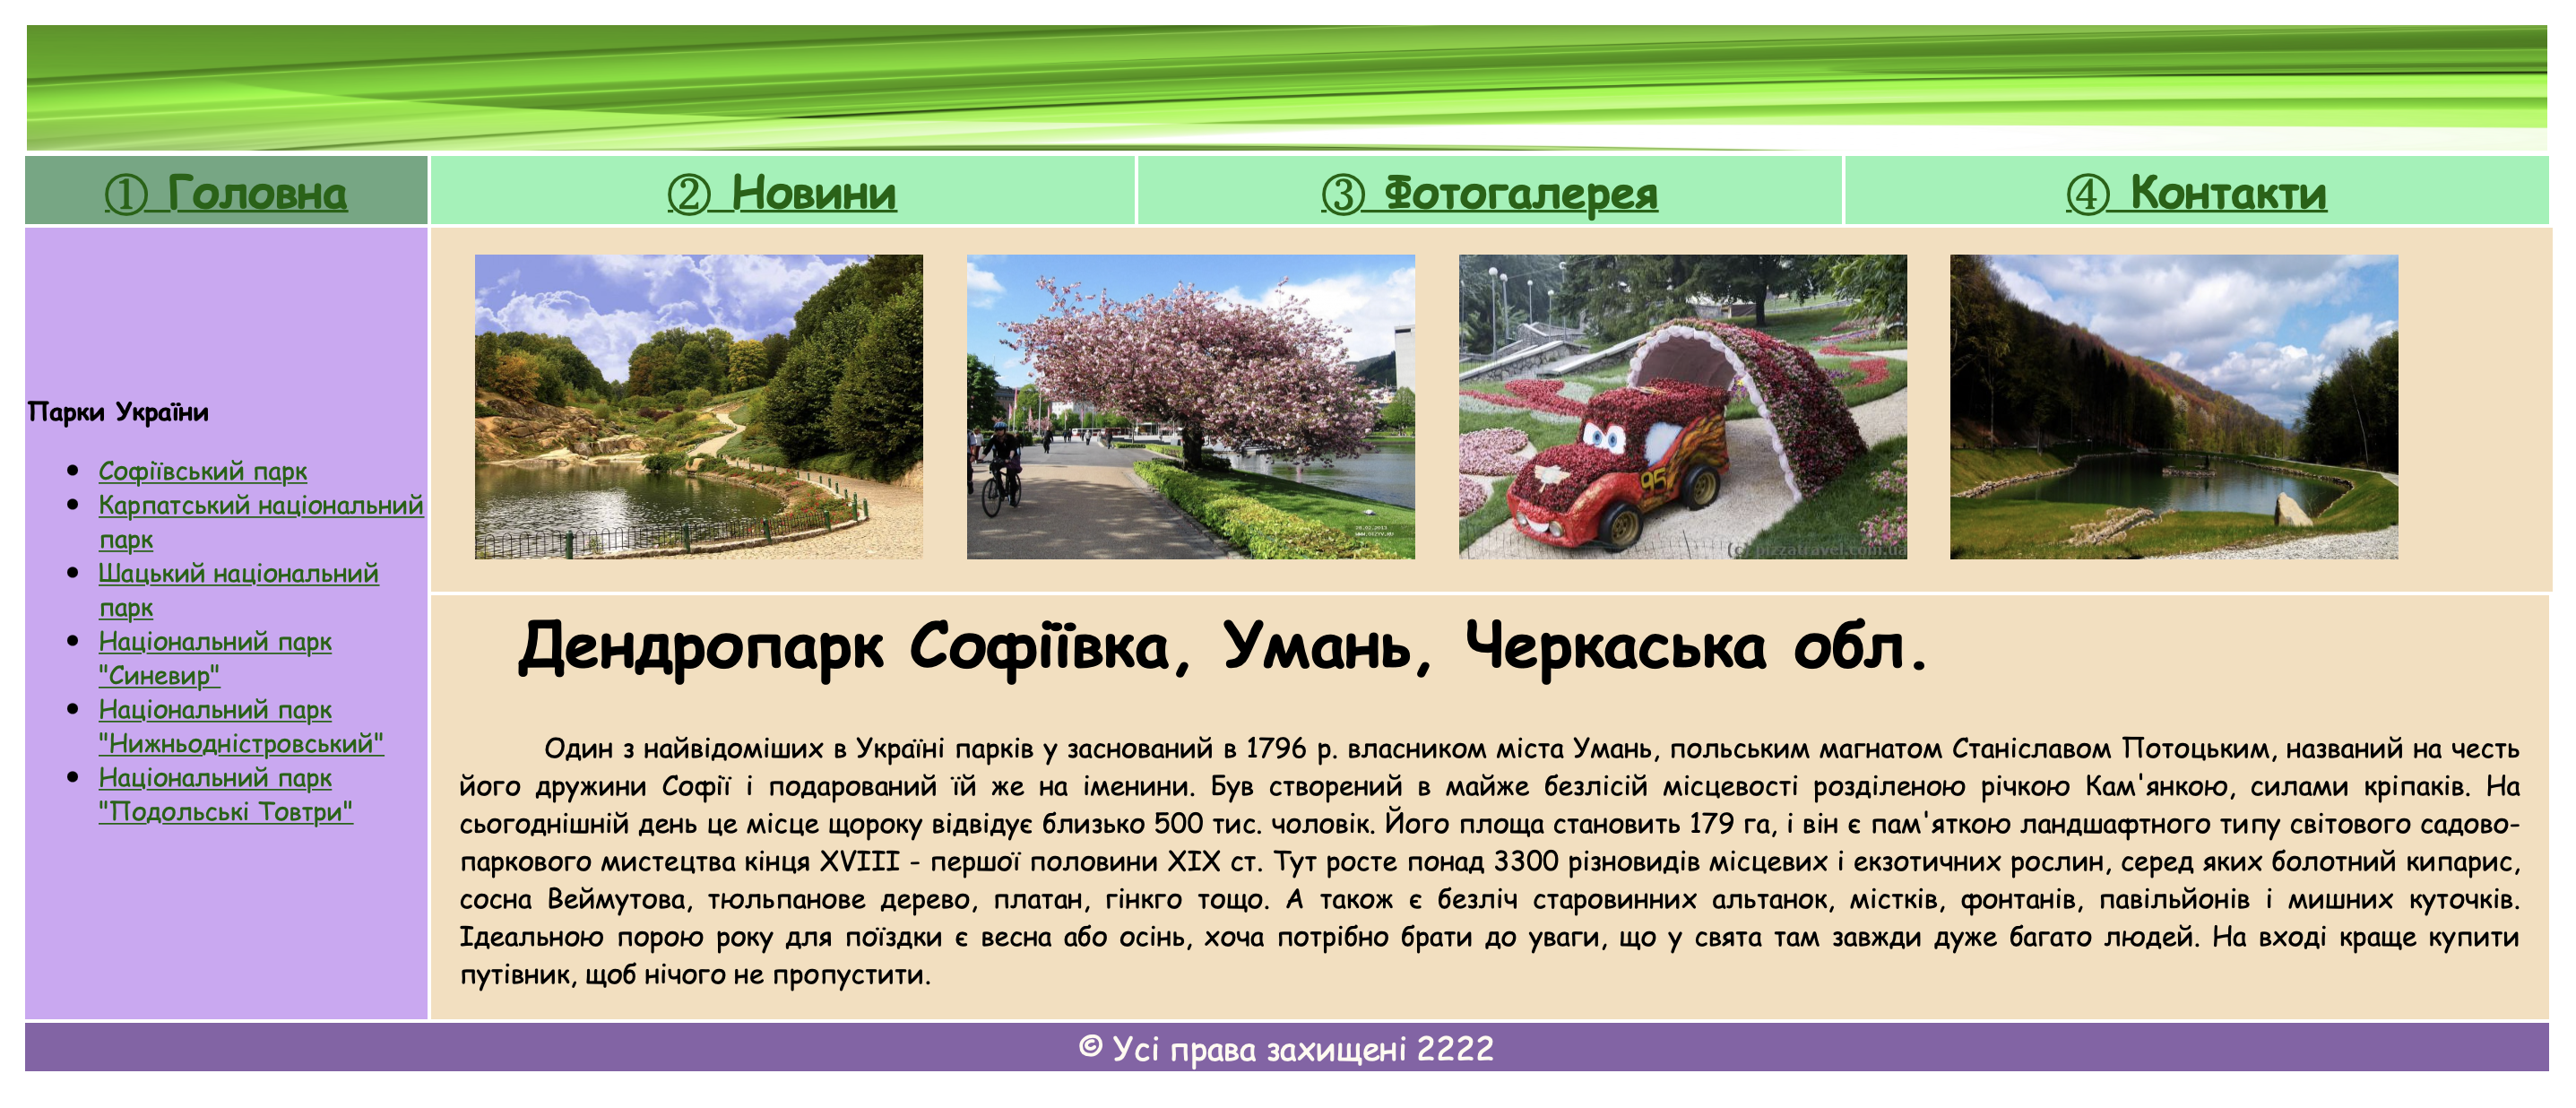 ① Головна
② Новини
③ Фотогалерея
④ Контакти
Парки України
Софіївський парк
Карпатський національний
парк
Шацький національний
парк
Національний парк
"Синевир"
Національний парк
"Нижньодністровський"
Національний парк
"Подольські Товтри"
95
(c) pizzatravel.com.ua
Дендропарк Софіївка, Умань, Черкаська обл.
Один з найвідоміших в Україні парків у заснований в 1796 р. власником міста Умань, польським магнатом Станіславом Потоцьким, названий на честь
його дружини Софії і подарований їй же на іменини. Був створений в майже безлісій місцевості розділеною річкою Кам'янкою, силами кріпаків. На
сьогоднішній день це місце щороку відвідує близько 500 тис. чоловік. Його площа становить 179 га, і він є пам'яткою ландшафтного типу світового садово-
паркового мистецтва кінця XVIII - першої половини XIX ст. Тут росте понад 3300 різновидів місцевих і екзотичних рослин, серед яких болотний кипарис,
сосна Веймутова, тюльпанове дерево, платан, гінкго тощо. А також є безліч старовинних альтанок, містків, фонтанів, павільйонів і мишних куточків.
Ідеальною порою року для поїздки є весна або осінь, хоча потрібно брати до уваги, що у свята там завжди дуже багато людей. На вході краще купити
путівник, щоб нічого не пропустити.
© Усі права захищені 2222